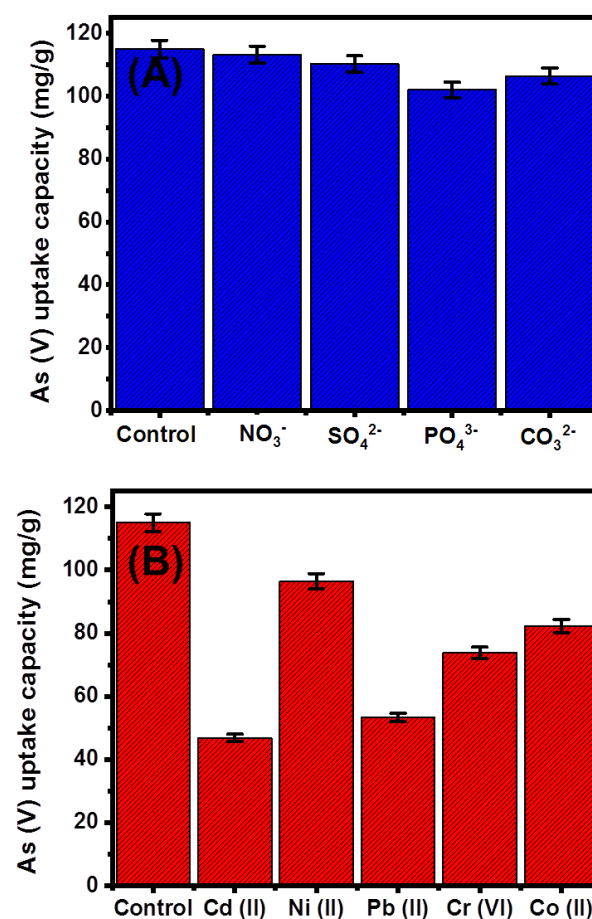 As (V) uptake capacity (mg/g)
120
100
80
60
40
20
0
(A)
Control NO₃⁻ SO₄²⁻ PO₄³⁻ CO₃²⁻
As (V) uptake capacity (mg/g)
120
100
80
60
40
20
0
(B)
Control Cd (II) Ni (II) Pb (II) Cr (VI) Co (II)